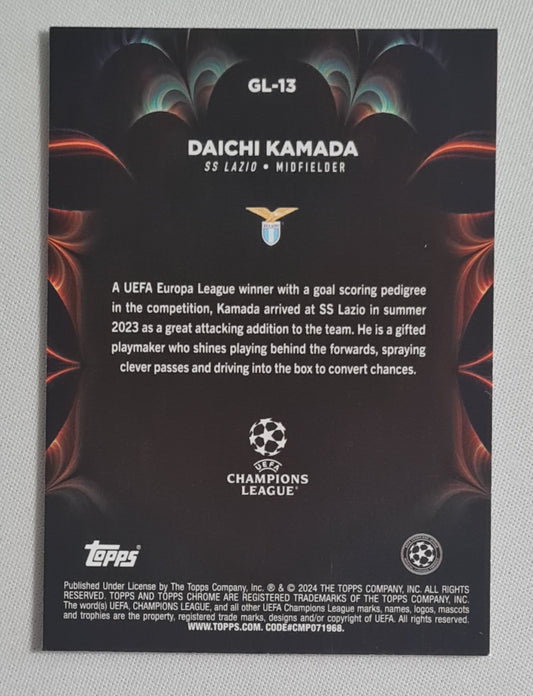 GL-13
DAICHI KAMADA
SS LAZIO • MIDFIELDER
A UEFA Europa League winner with a goal scoring pedigree
in the competition, Kamada arrived at SS Lazio in summer
2023 as a great attacking addition to the team. He is a gifted
playmaker who shines playing behind the forwards, spraying
clever passes and driving into the box to convert chances.
UEFA
CHAMPIONS
LEAGUE®
Topps®
Published Under License by The Topps Company, Inc. ® & © 2024 THE TOPPS COMPANY, INC. ALL RIGHTS
RESERVED. TOPPS AND TOPPS CHROME ARE REGISTERED TRADEMARKS OF THE TOPPS COMPANY, INC.
The word(s) UEFA, CHAMPIONS LEAGUE, and all other UEFA Champions League marks, names, logos, mascots
and trophies are the property, registered trade marks, designs and/or copyright of UEFA. All rights reserved.
WWW.TOPPS.COM. CODE#CMP071968.